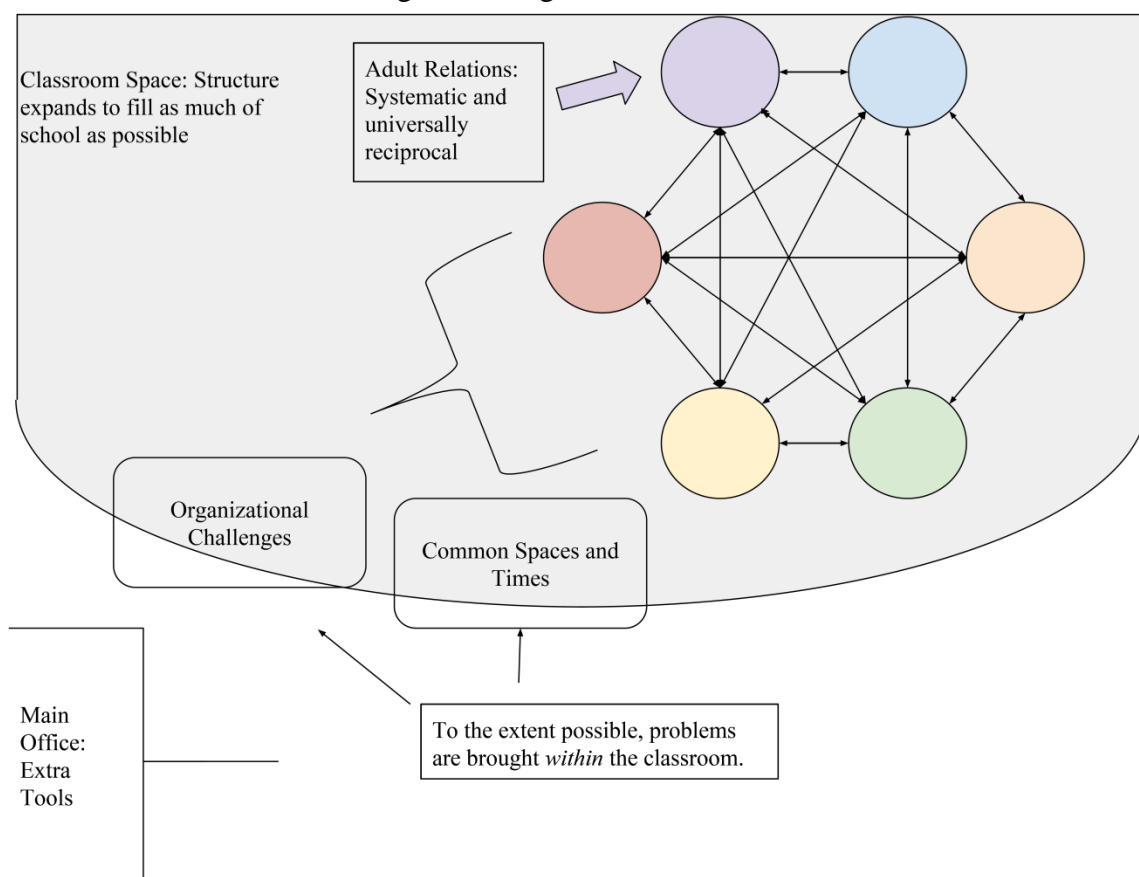 Classroom Space: Structure
expands to fill as much of
school as possible
Adult Relations:
Systematic and
universally
reciprocal
Organizational
Challenges
Common Spaces and
Times
Main
Office:
Extra
Tools
To the extent possible, problems
are brought within the classroom.